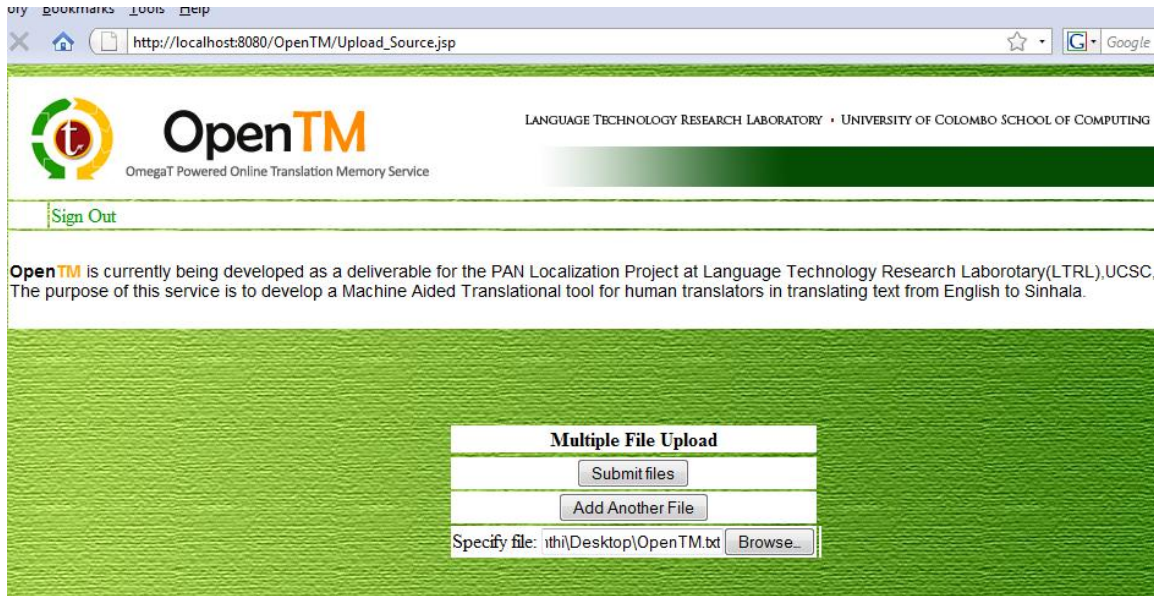 ory Bookmarks Tools Help
http://localhost:8080/OpenTM/Upload_Source.jsp
G Google
t
OpenTM
OmegaT Powered Online Translation Memory Service
LANGUAGE TECHNOLOGY RESEARCH LABORATORY • UNIVERSITY OF COLOMBO SCHOOL OF COMPUTING
Sign Out
OpenTM is currently being developed as a deliverable for the PAN Localization Project at Language Technology Research Laborotary(LTRL),UCSC,
The purpose of this service is to develop a Machine Aided Translational tool for human translators in translating text from English to Sinhala.
Multiple File Upload
Submit files
Add Another File
Specify file: nthi\Desktop\OpenTM.txt Browse...